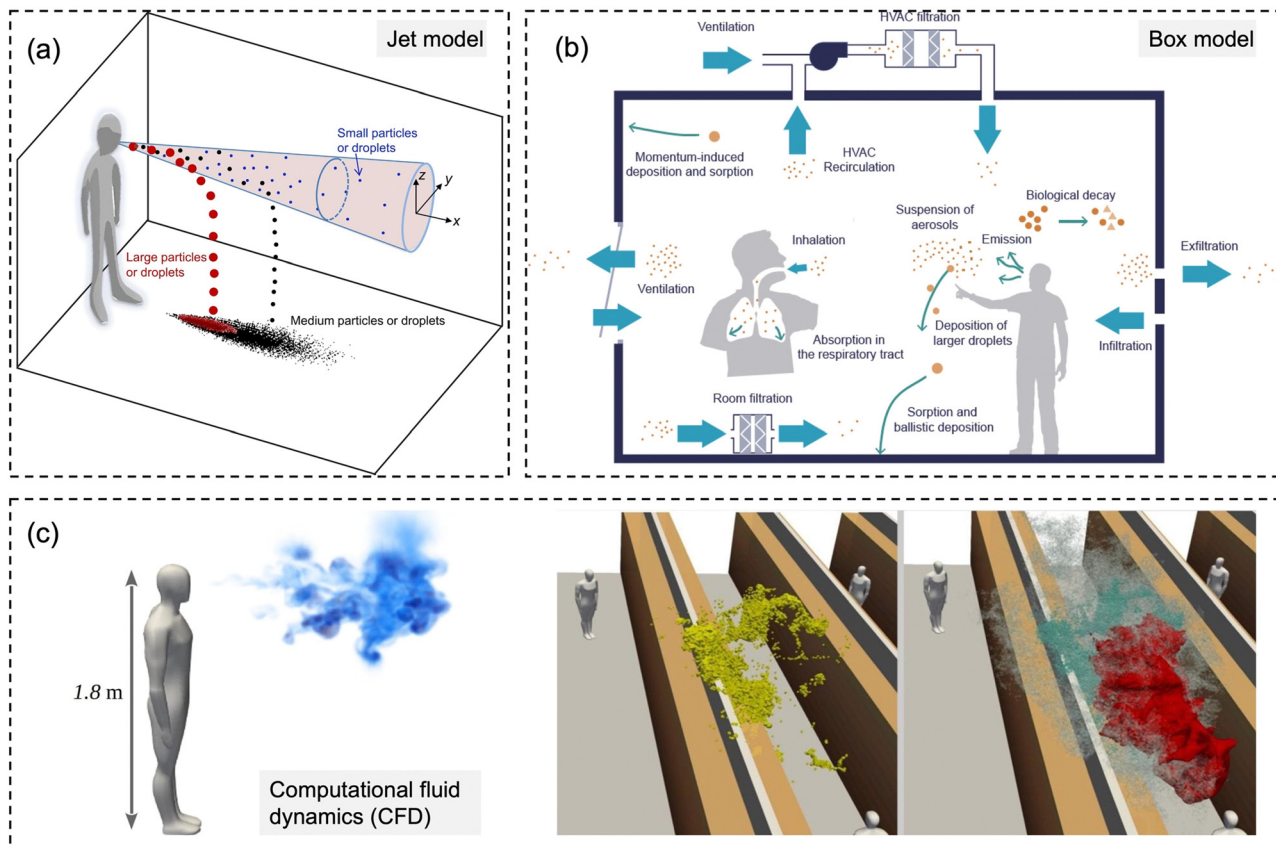 (a)
Jet model
Small particles
or droplets
z
y
x
Large particles
or droplets
Medium particles or droplets
(b)
Box model
Ventilation
HVAC filtration
Momentum-induced
deposition and sorption
HVAC
Recirculation
Biological decay
Suspension of
aerosols
Emission
Inhalation
Exfiltration
Ventilation
Deposition of
larger droplets
Absorption in
the respiratory tract
Infiltration
Room filtration
Sorption and
ballistic deposition
(c)
1.8 m
Computational fluid
dynamics (CFD)